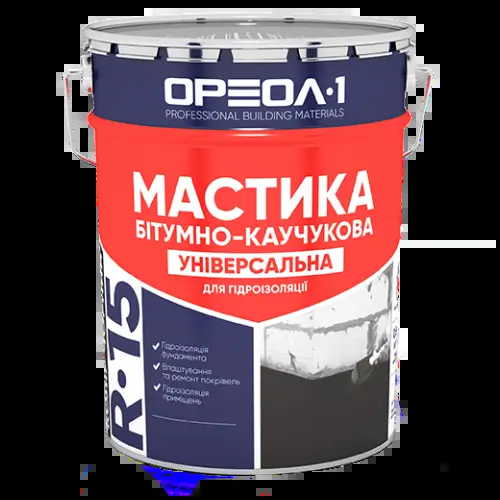 ОРЕОЛ·1
PROFESSIONAL BUILDING MATERIALS
МАСТИКА
БІТУМНО-КАУЧУКОВА
УНІВЕРСАЛЬНА
ДЛЯ ГІДРОІЗОЛЯЦІЇ
R·15
Гідроізоляція
фундамента
Влаштування
та ремонт покрівель
Гідроізоляція
приміщень